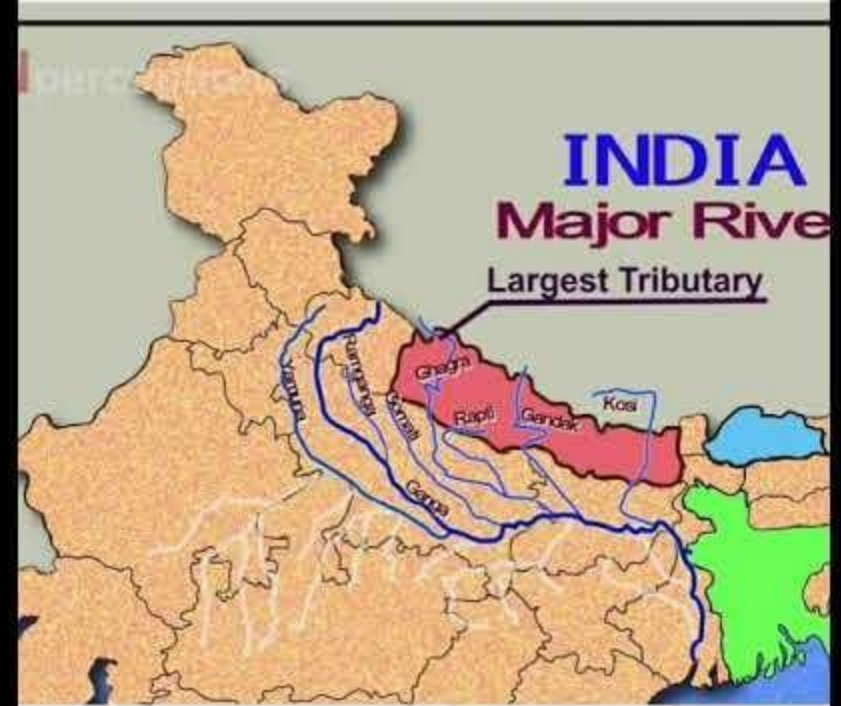 INDIA
Major Rive
Largest Tributary
Ghagra
Ramganga
Yamuna
Gomati
Rapti
Gandak
Kosi
Ganga